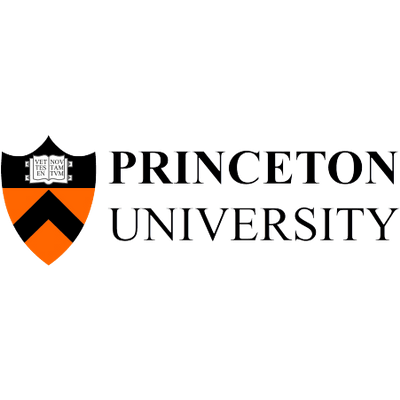 VET NOV
TES TAM
EN TVM
PRINCETON
UNIVERSITY